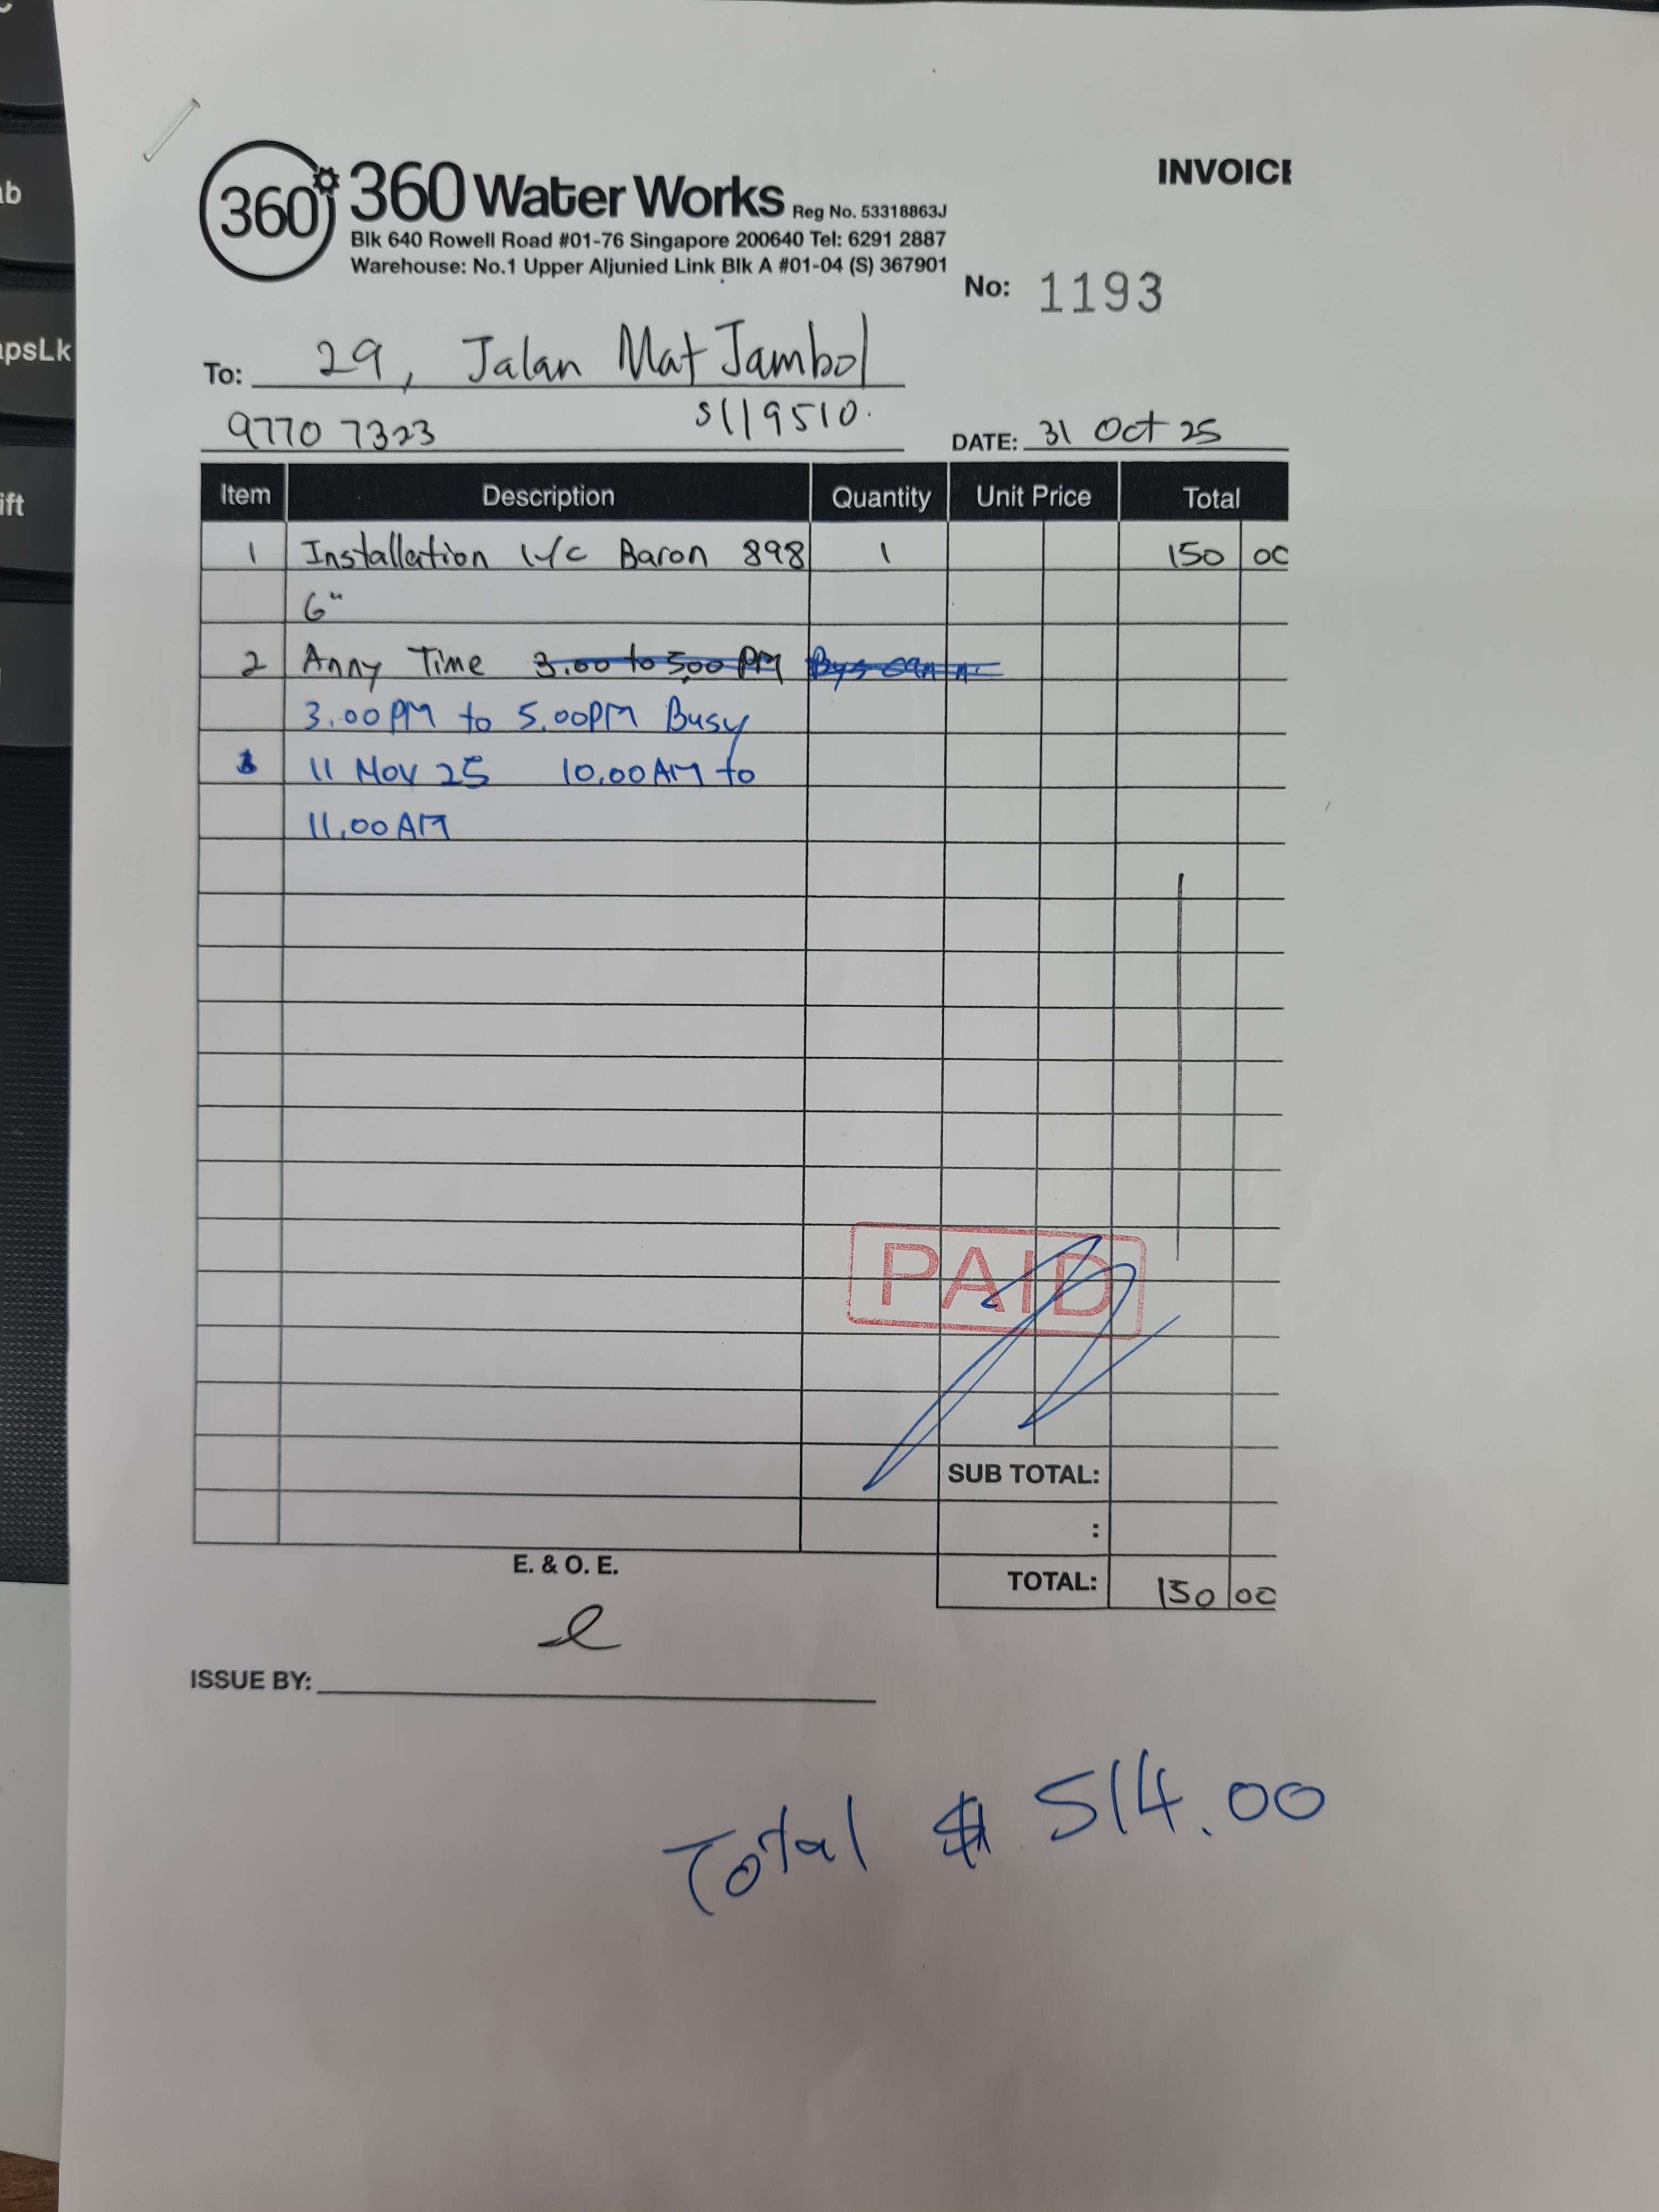 360° 360 Water Works Reg No. 53318863J
INVOICE
Blk 640 Rowell Road #01-76 Singapore 200640 Tel: 6291 2887
Warehouse: No.1 Upper Aljunied Link Blk A #01-04 (S) 367901
No: 1193
To: 29, Jalan Mat Jambol
9770 7323 S119510.
DATE: 31 Oct 25
Item Description Quantity Unit Price Total
1 Installation W/C Baron 898 1 150 00
6"
2 Anny Time 3.00 to 5.00 PM
3.00PM to 5.00PM Busy
11 Nov 25 10.00AM to
11.00AM
PAID
SUB TOTAL:
:
E. & O. E.
TOTAL: 150 00
ISSUE BY:
Total $ 514.00
ab
apsLk
ift